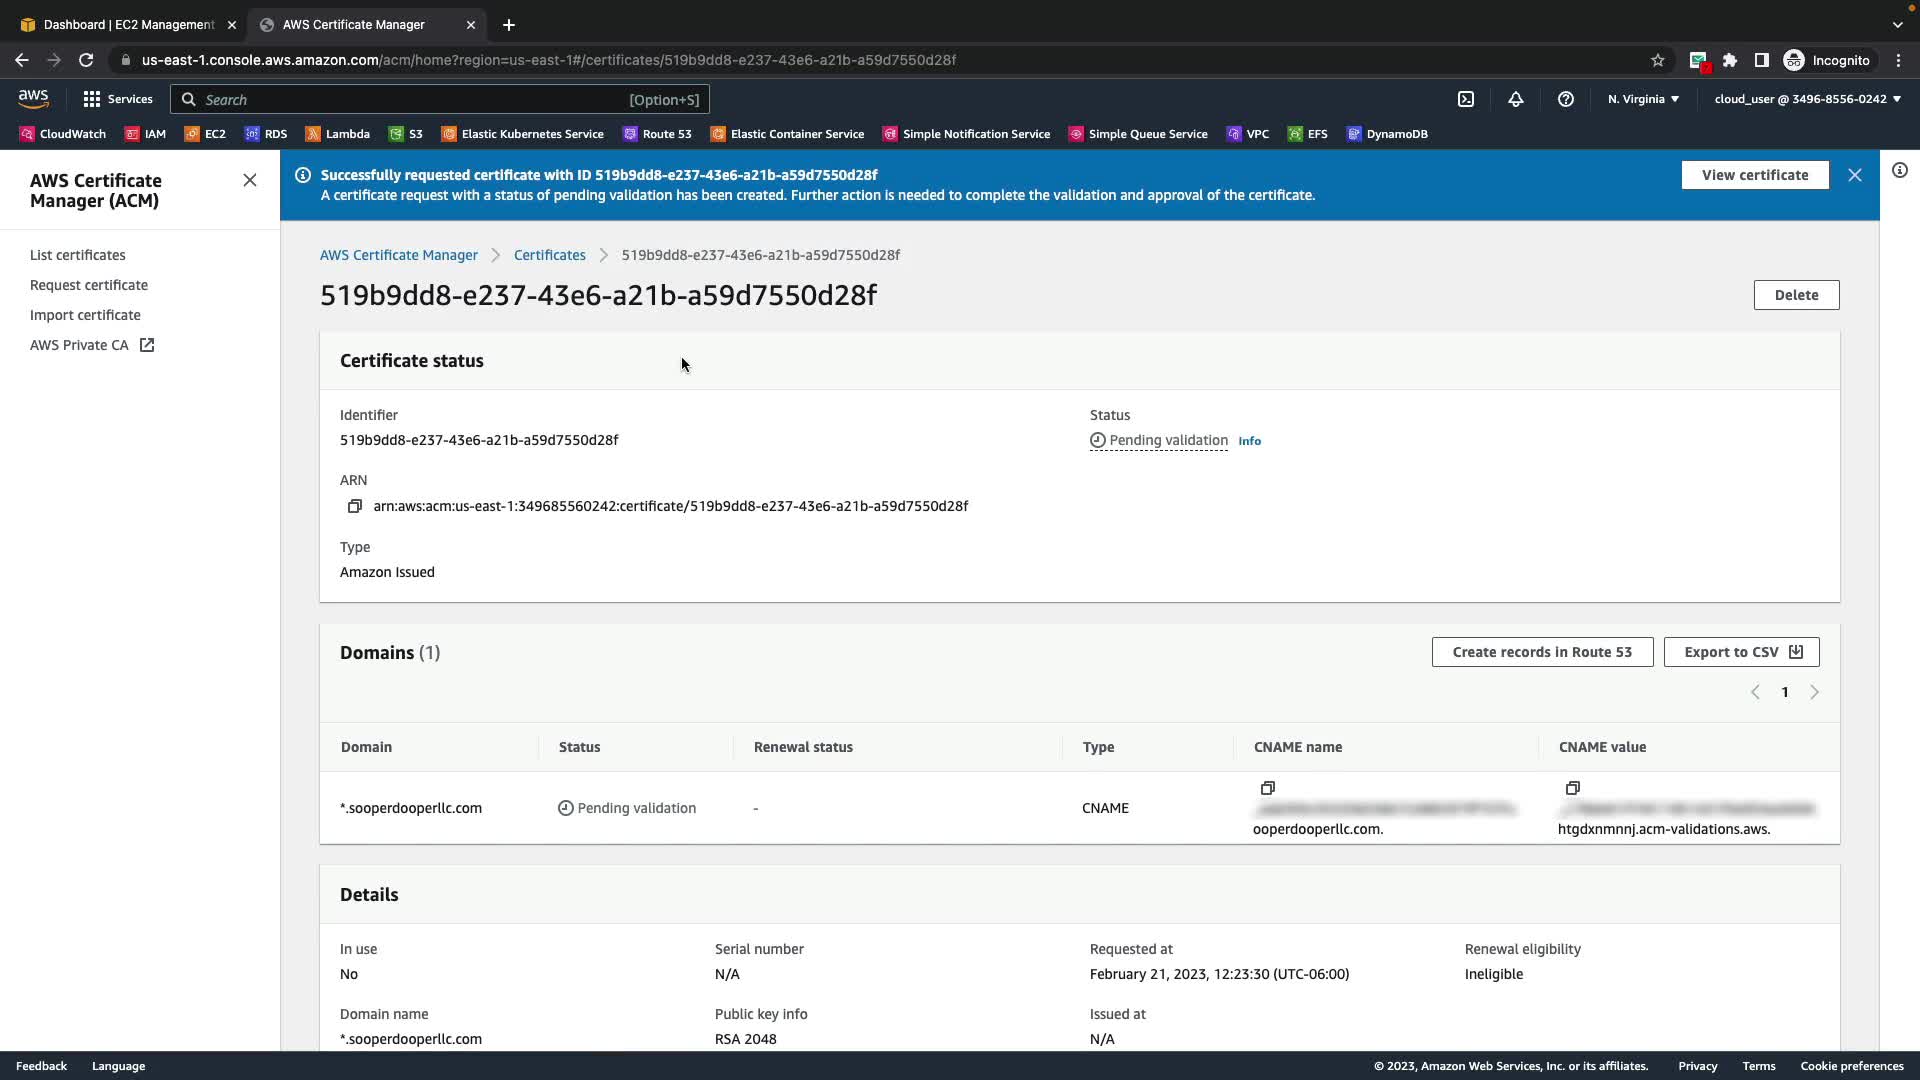 Dashboard | EC2 Management
AWS Certificate Manager
us-east-1.console.aws.amazon.com/acm/home?region=us-east-1#/certificates/519b9dd8-e237-43e6-a21b-a59d7550d28f
Incognito
aws
Services
Search
[Option+S]
N. Virginia
cloud_user @ 3496-8556-0242
CloudWatch
IAM
EC2
RDS
Lambda
S3
Elastic Kubernetes Service
Route 53
Elastic Container Service
Simple Notification Service
Simple Queue Service
VPC
EFS
DynamoDB
AWS Certificate
Manager (ACM)
List certificates
Request certificate
Import certificate
AWS Private CA
Successfully requested certificate with ID 519b9dd8-e237-43e6-a21b-a59d7550d28f
A certificate request with a status of pending validation has been created. Further action is needed to complete the validation and approval of the certificate.
View certificate
AWS Certificate Manager
Certificates
519b9dd8-e237-43e6-a21b-a59d7550d28f
519b9dd8-e237-43e6-a21b-a59d7550d28f
Delete
Certificate status
Identifier
519b9dd8-e237-43e6-a21b-a59d7550d28f
Status
Pending validation
Info
ARN
arn:aws:acm:us-east-1:349685560242:certificate/519b9dd8-e237-43e6-a21b-a59d7550d28f
Type
Amazon Issued
Domains (1)
Create records in Route 53
Export to CSV
1
Domain
Status
Renewal status
Type
CNAME name
CNAME value
*.sooperdooperllc.com
Pending validation
-
CNAME
ooperdooperllc.com.
htgdxnmnnj.acm-validations.aws.
Details
In use
No
Serial number
N/A
Requested at
February 21, 2023, 12:23:30 (UTC-06:00)
Renewal eligibility
Ineligible
Domain name
*.sooperdooperllc.com
Public key info
RSA 2048
Issued at
N/A
Feedback
Language
© 2023, Amazon Web Services, Inc. or its affiliates.
Privacy
Terms
Cookie preferences